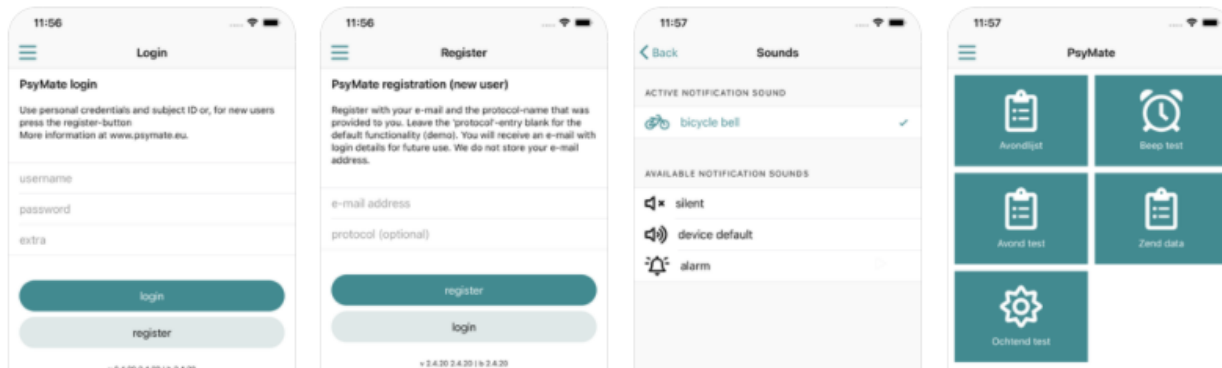 11:56
Login
PsyMate login
Use personal credentials and subject ID or, for new users
press the register-button
More information at www.psymate.eu.
username
password
extra
login
register
11:56
Register
PsyMate registration (new user)
Register with your e-mail and the protocol-name that was
provided to you. Leave the 'protocol'-entry blank for the
default functionality (demo). You will receive an e-mail with
login details for future use. We do not store your e-mail
address.
e-mail address
protocol (optional)
register
login
v 2.4.20 2.4.20 | b 2.4.20
11:57
Back
Sounds
ACTIVE NOTIFICATION SOUND
bicycle bell
AVAILABLE NOTIFICATION SOUNDS
silent
device default
alarm
11:57
PsyMate
Avondlijst
Beep test
Avond test
Zend data
Ochtend test